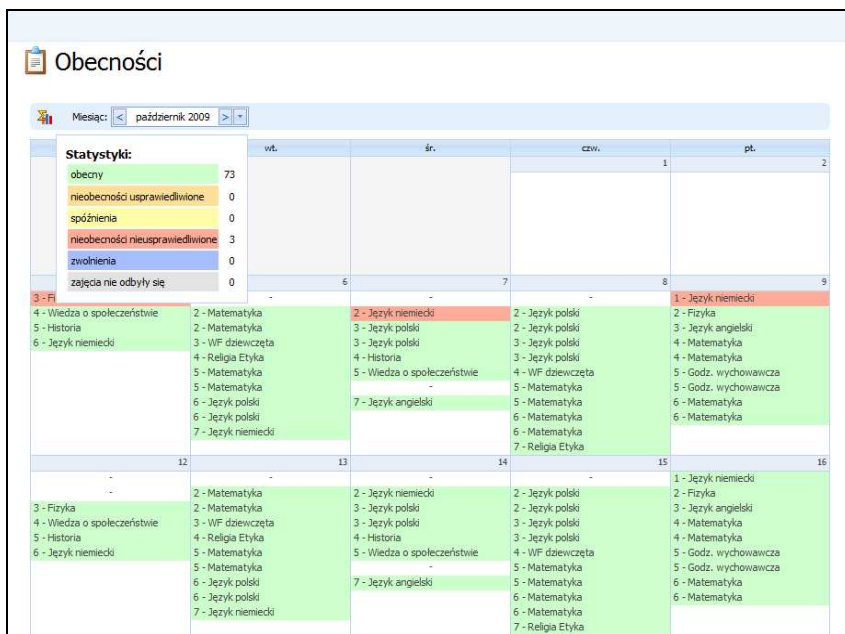 Obecności
Miesiąc: < październik 2009 >
wt. śr. czw. pt.
Statystyki:
obecny 73
nieobecności usprawiedliwione 0
spóźnienia 0
nieobecności nieusprawiedliwione 3
zwolnienia 0
zajęcia nie odbyły się 0
1 2
6 7 8 9
3 - Fi - - - 1 - Język niemiecki
4 - Wiedza o społeczeństwie 2 - Matematyka 2 - Język niemiecki 2 - Język polski 2 - Fizyka
5 - Historia 2 - Matematyka 3 - Język polski 2 - Język polski 3 - Język angielski
6 - Język niemiecki 3 - WF dziewczęta 3 - Język polski 3 - Język polski 4 - Matematyka
4 - Religia Etyka 4 - Historia 3 - Język polski 4 - Matematyka
5 - Matematyka 5 - Wiedza o społeczeństwie 4 - WF dziewczęta 5 - Godz. wychowawcza
5 - Matematyka - 5 - Matematyka 5 - Godz. wychowawcza
6 - Język polski 7 - Język angielski 5 - Matematyka 6 - Matematyka
6 - Język polski 6 - Matematyka 6 - Matematyka
7 - Język niemiecki 6 - Matematyka
7 - Religia Etyka
12 13 14 15 16
- - - - 1 - Język niemiecki
- 2 - Matematyka 2 - Język niemiecki 2 - Język polski 2 - Fizyka
3 - Fizyka 2 - Matematyka 3 - Język polski 2 - Język polski 3 - Język angielski
4 - Wiedza o społeczeństwie 3 - WF dziewczęta 3 - Język polski 3 - Język polski 4 - Matematyka
5 - Historia 4 - Religia Etyka 4 - Historia 3 - Język polski 4 - Matematyka
6 - Język niemiecki 5 - Matematyka 5 - Wiedza o społeczeństwie 4 - WF dziewczęta 5 - Godz. wychowawcza
5 - Matematyka - 5 - Matematyka 5 - Godz. wychowawcza
6 - Język polski 7 - Język angielski 5 - Matematyka 6 - Matematyka
6 - Język polski 6 - Matematyka 6 - Matematyka
7 - Język niemiecki 6 - Matematyka
7 - Religia Etyka